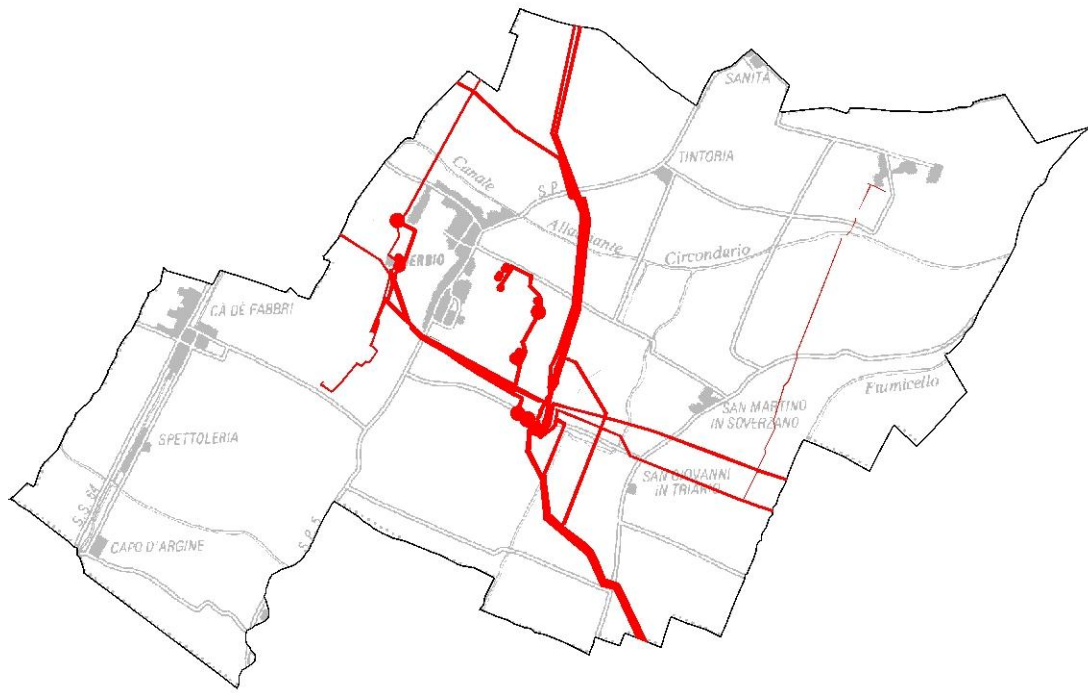 SANITÀ
TINTORIA
Canale
S.P.
Allacciante
Circondario
ERBIO
CÀ DE FABBRI
Fiumicello
SAN MARTINO
IN SOVERZANO
SPETTOLERIA
SAN GIOVANNI
IN TRIARIO
S.S. 64
S.P. 5
CAPO D'ARGINE